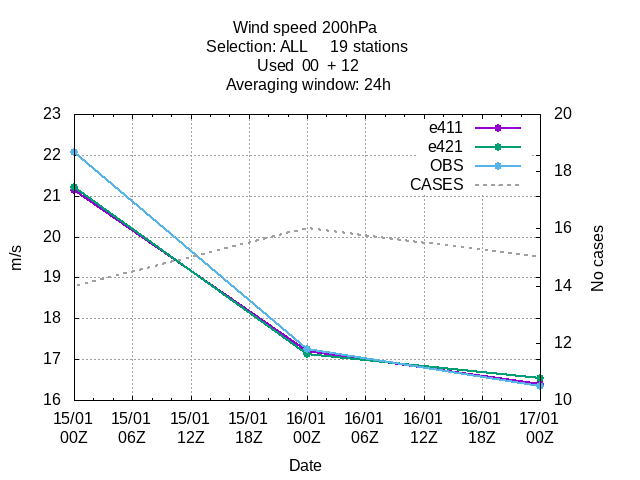 Wind speed 200hPa
Selection: ALL     19 stations
Used  00  + 12
Averaging window: 24h
23
22
21
20
19
18
17
16
m/s
20
18
16
14
12
10
No cases
e411
e421
OBS
CASES
15/01 15/01 15/01 15/01 16/01 16/01 16/01 16/01 17/01
00Z 06Z 12Z 18Z 00Z 06Z 12Z 18Z 00Z
Date